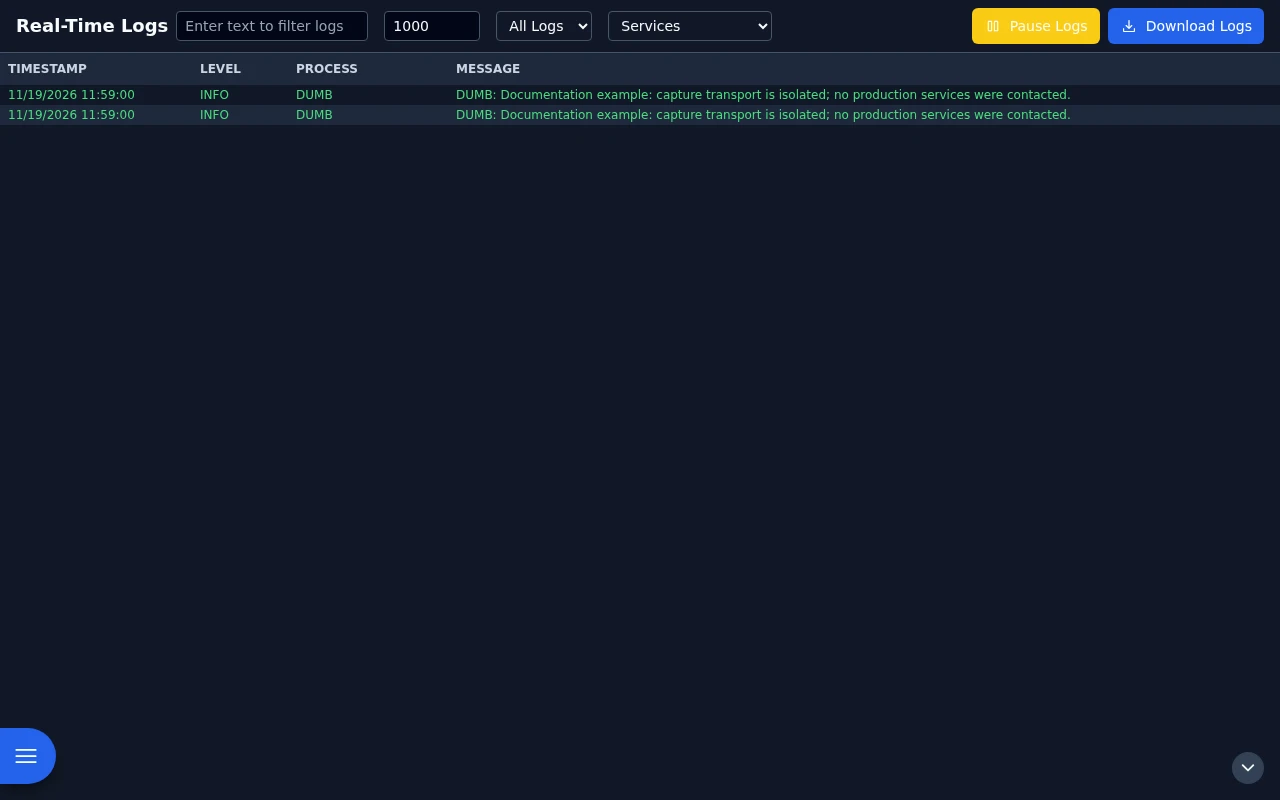 Real-Time Logs Enter text to filter logs 1000 All Logs Services Pause Logs Download Logs
TIMESTAMP LEVEL PROCESS MESSAGE
11/19/2026 11:59:00 INFO DUMB DUMB: Documentation example: capture transport is isolated; no production services were contacted.
11/19/2026 11:59:00 INFO DUMB DUMB: Documentation example: capture transport is isolated; no production services were contacted.